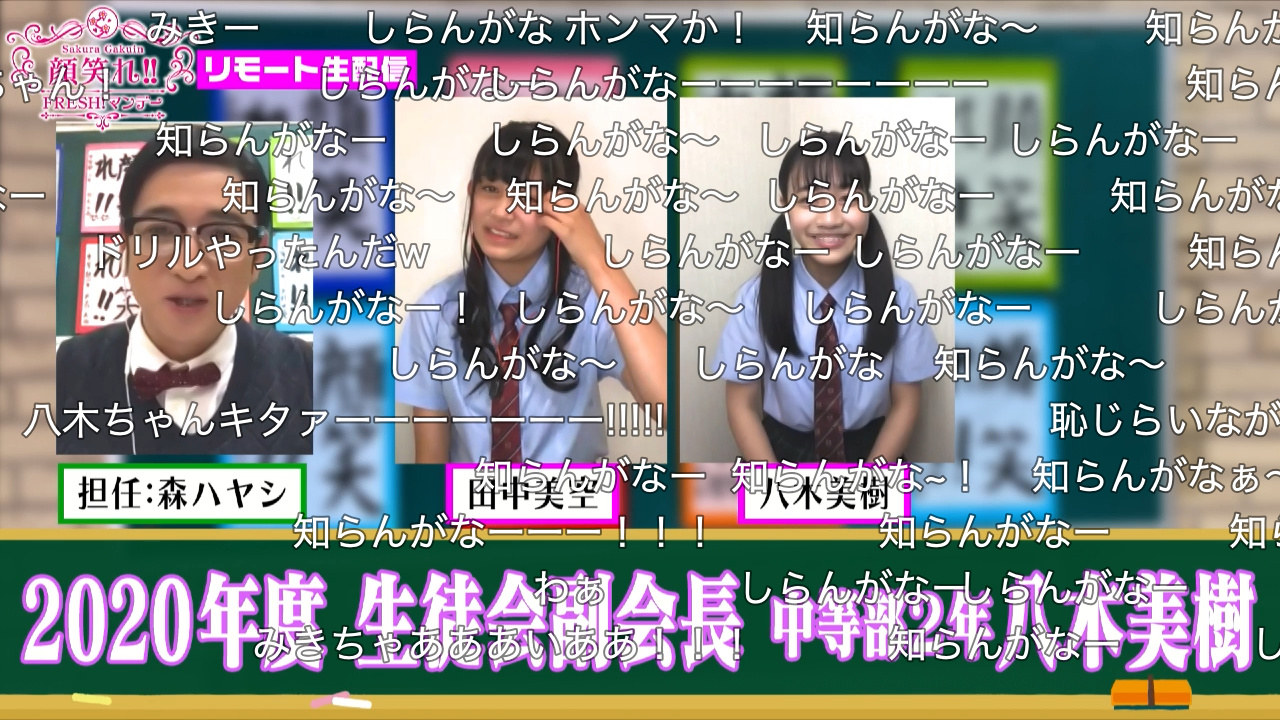 みきー
しらんがな
ホンマか！
知らんがな～
知らんが
Sakura Gakuin
顔笑れ!!
FRESH!マンデー
リモート生配信
ちゃん！
しらんがな
しらんがなーーーーーーーー
知ら
知らんがなー
しらんがな～
しらんがなー
しらんがなー
なー
知らんがな～
知らんがな～
しらんがなー
知らんがな
ドリルやったんだw
しらんがなー
しらんがなー
知ら
しらんがなー！
しらんがな～
しらんがなー
しらん
しらんがな～
しらんがな
知らんがな～
八木ちゃんキタァーーーーーーー!!!!!
恥じらいなが
知らんがなー
知らんがな~！
知らんがなぁ~
担任:森ハヤシ
田中美空
八木美樹
知らんがなーーー！！！
知らんがなー
知ら
わぁ
しらんがなー
しらんがなー
2020年度 生徒会副会長 中等部2年 八木美樹
みきちゃあああいああ！！！
知らんがなー
し